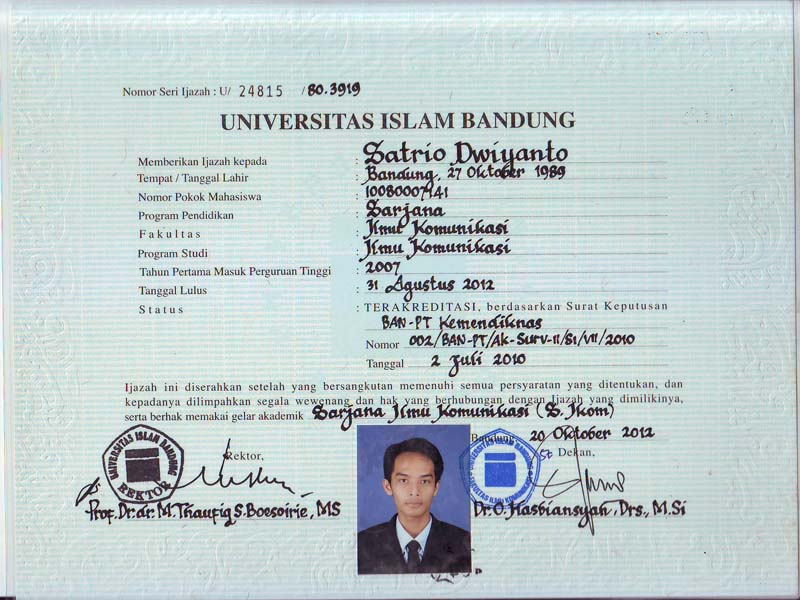 Nomor Seri Ijazah : U/ 24815 /80.3919
UNIVERSITAS ISLAM BANDUNG
Memberikan Ijazah kepada : Satrio Dwiyanto
Tempat / Tanggal Lahir : Bandung, 27 Oktober 1989
Nomor Pokok Mahasiswa : 10080007141
Program Pendidikan : Sarjana
Fakultas : Ilmu Komunikasi
Program Studi : Ilmu Komunikasi
Tahun Pertama Masuk Perguruan Tinggi : 2007
Tanggal Lulus : 31 Agustus 2012
Status : TERAKREDITASI, berdasarkan Surat Keputusan
BAN-PT Kemendiknas
Nomor 002/BAN-PT/Ak-SURV-II/S1/VII/2010
Tanggal 2 Juli 2010
Ijazah ini diserahkan setelah yang bersangkutan memenuhi semua persyaratan yang ditentukan, dan
kepadanya dilimpahkan segala wewenang dan hak yang berhubungan dengan Ijazah yang dimilikinya,
serta berhak memakai gelar akademik Sarjana Ilmu Komunikasi (S. Ikom)
Bandung, 20 Oktober 2012
Rektor, Dekan,
UNIVERSITAS ISLAM BANDUNG
REKTOR
UNIVERSITAS ISLAM BANDUNG
FAKULTAS ILMU KOMUNIKASI
Prof. Dr. dr. M. Thaufiq S. Boesoirie, MS Dr. O. Hasbiansyah, Drs., M.Si